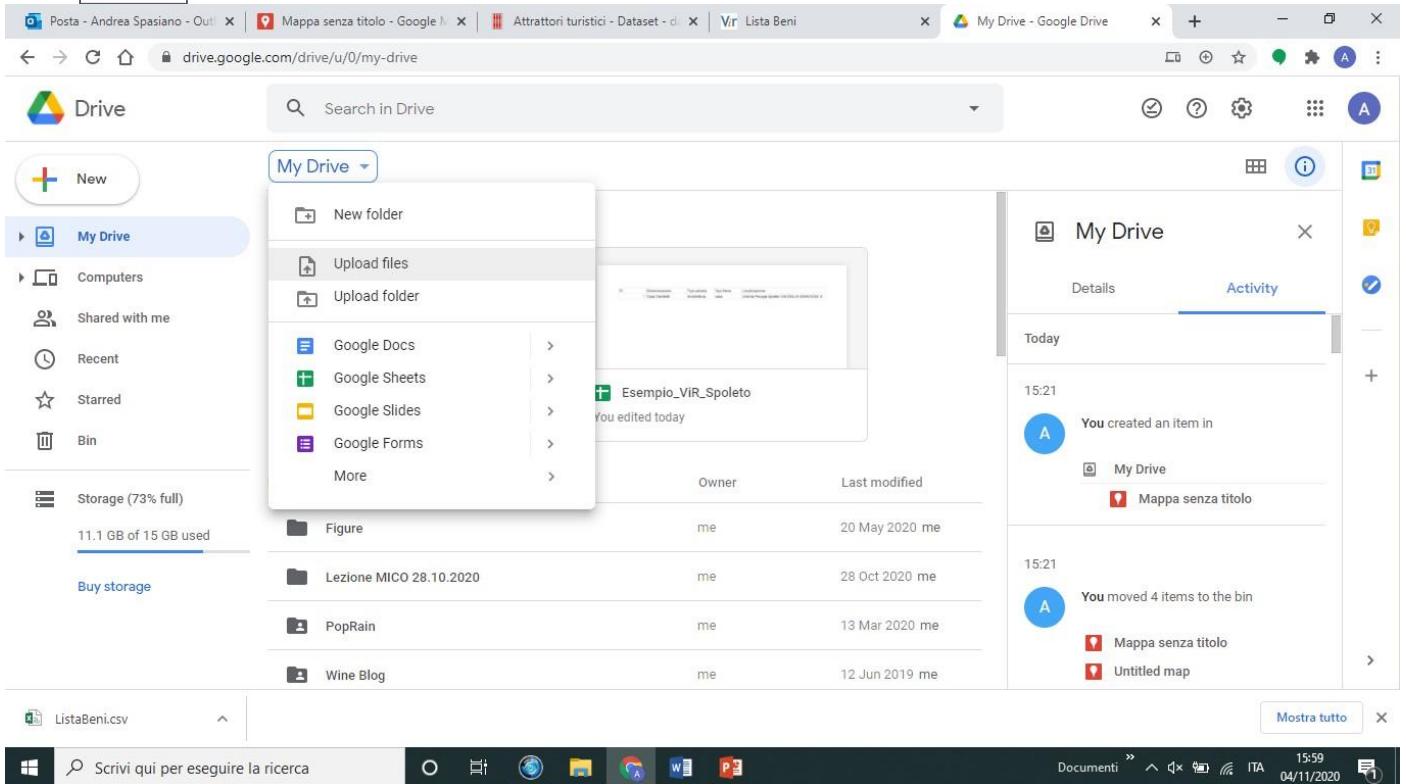 Posta - Andrea Spasiano - Outl
Mappa senza titolo - Google M
Attrattori turistici - Dataset - d
Vir Lista Beni
My Drive - Google Drive
drive.google.com/drive/u/0/my-drive
A
Drive
Search in Drive
A
New
My Drive
31
My Drive
Computers
Shared with me
Recent
Starred
Bin
Storage (73% full)
11.1 GB of 15 GB used
Buy storage
New folder
Upload files
Upload folder
Google Docs
Google Sheets
Google Slides
Google Forms
More
Esempio_ViR_Spoleto
You edited today
Owner
Last modified
Figure
me
20 May 2020 me
Lezione MICO 28.10.2020
me
28 Oct 2020 me
PopRain
me
13 Mar 2020 me
Wine Blog
me
12 Jun 2019 me
My Drive
Details
Activity
Today
15:21
A
You created an item in
My Drive
Mappa senza titolo
15:21
A
You moved 4 items to the bin
Mappa senza titolo
Untitled map
ListaBeni.csv
Mostra tutto
Scrivi qui per eseguire la ricerca
Documenti
ITA
15:59
04/11/2020